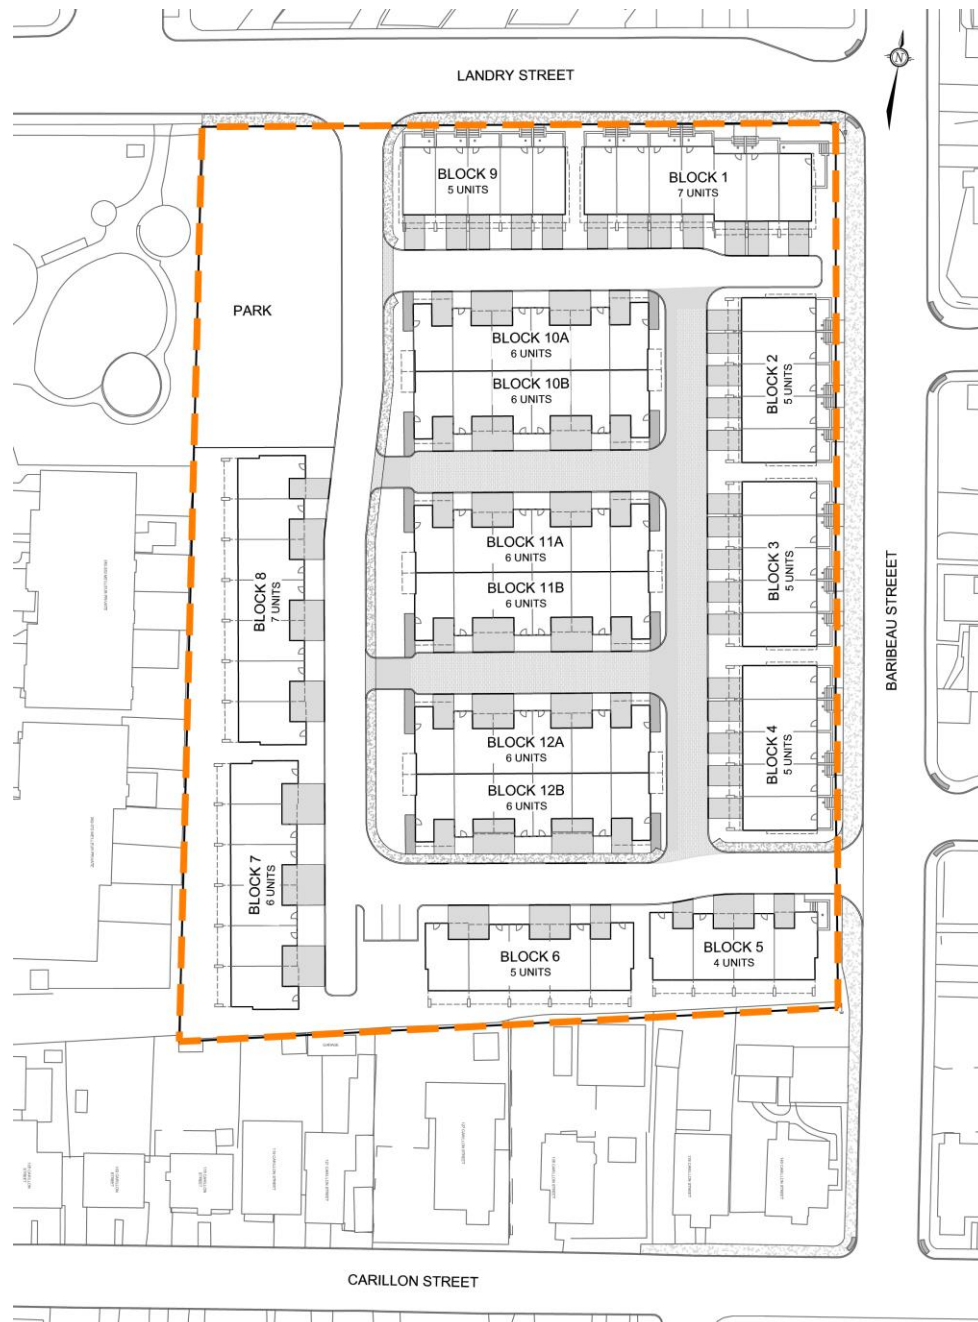 LANDRY STREET
N
BLOCK 9
5 UNITS
BLOCK 1
7 UNITS
PARK
BLOCK 10A
6 UNITS
BLOCK 10B
6 UNITS
BLOCK 2
5 UNITS
BLOCK 11A
6 UNITS
BLOCK 11B
6 UNITS
BLOCK 3
5 UNITS
BLOCK 8
7 UNITS
BARIBEAU STREEET
BLOCK 12A
6 UNITS
BLOCK 12B
6 UNITS
BLOCK 4
5 UNITS
BLOCK 7
6 UNITS
BLOCK 6
5 UNITS
BLOCK 5
4 UNITS
CARILLON STREET